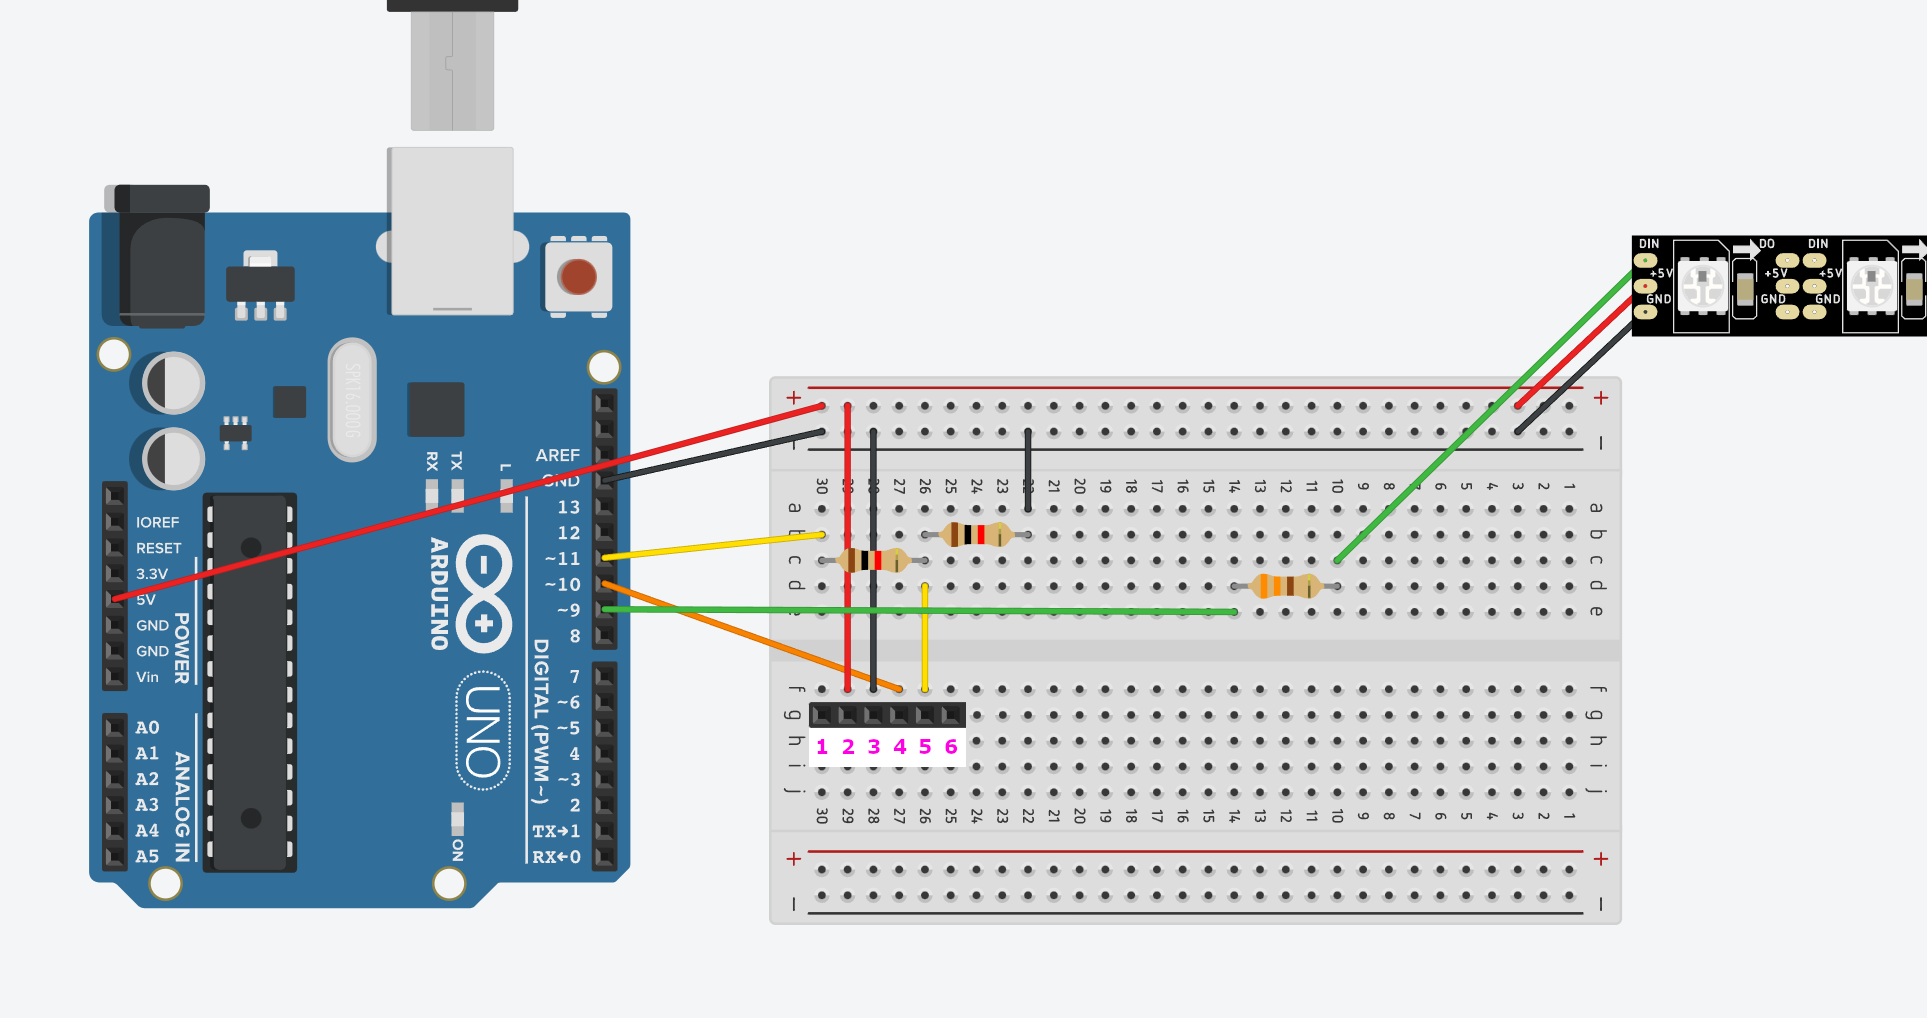 SPK16.000G
RX
TX
L
AREF
GND
13
12
~11
~10
~9
8
7
~6
~5
4
~3
2
TX→1
RX←0
IOREF
RESET
3.3V
5V
GND
GND
Vin
POWER
A0
A1
A2
A3
A4
A5
ANALOG IN
ARDUINO
UNO
DIGITAL (PWM ~)
ON
+ +
- -
30 29 28 27 26 25 24 23 22 21 20 19 18 17 16 15 14 13 12 11 10 9 8 7 6 5 4 3 2 1
a a
b b
c c
d d
e e
f f
g g
1 2 3 4 5 6
h h
i i
j j
30 29 28 27 26 25 24 23 22 21 20 19 18 17 16 15 14 13 12 11 10 9 8 7 6 5 4 3 2 1
+ +
- -
DIN DO DIN
+5V +5V +5V
GND GND GND